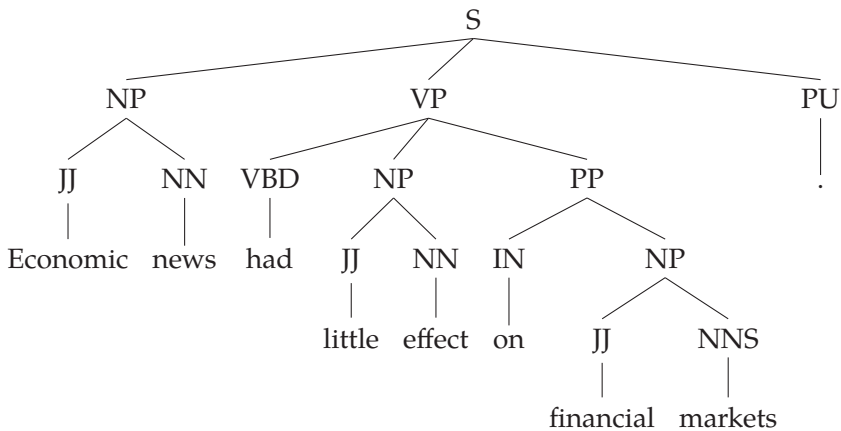 S
NP VP PU
JJ NN VBD NP PP .
Economic news had JJ NN IN NP
little effect on JJ NNS
financial markets